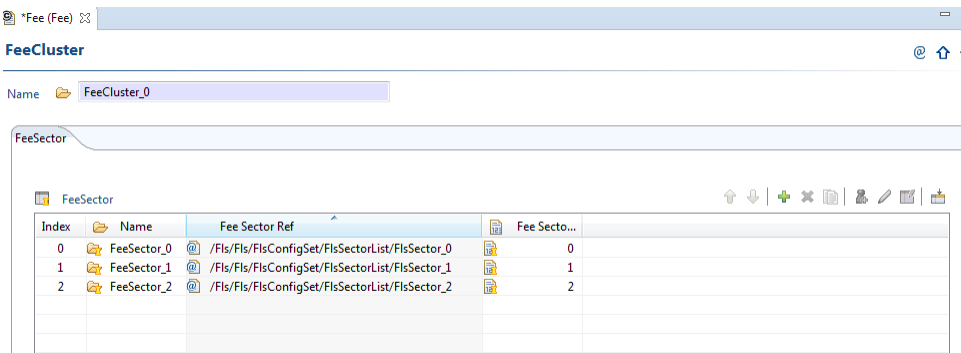 *Fee (Fee)
FeeCluster
Name FeeCluster_0
FeeSector
FeeSector
Index Name Fee Sector Ref Fee Secto...
0 FeeSector_0 /Fls/Fls/FlsConfigSet/FlsSectorList/FlsSector_0 0
1 FeeSector_1 /Fls/Fls/FlsConfigSet/FlsSectorList/FlsSector_1 1
2 FeeSector_2 /Fls/Fls/FlsConfigSet/FlsSectorList/FlsSector_2 2